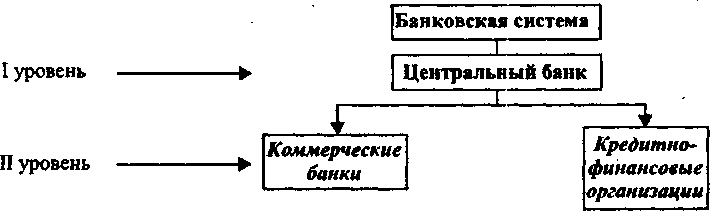 Банковская система
I уровень
Центральный банк
II уровень
Коммерческие
банки
Кредитно-
финансовые
организации